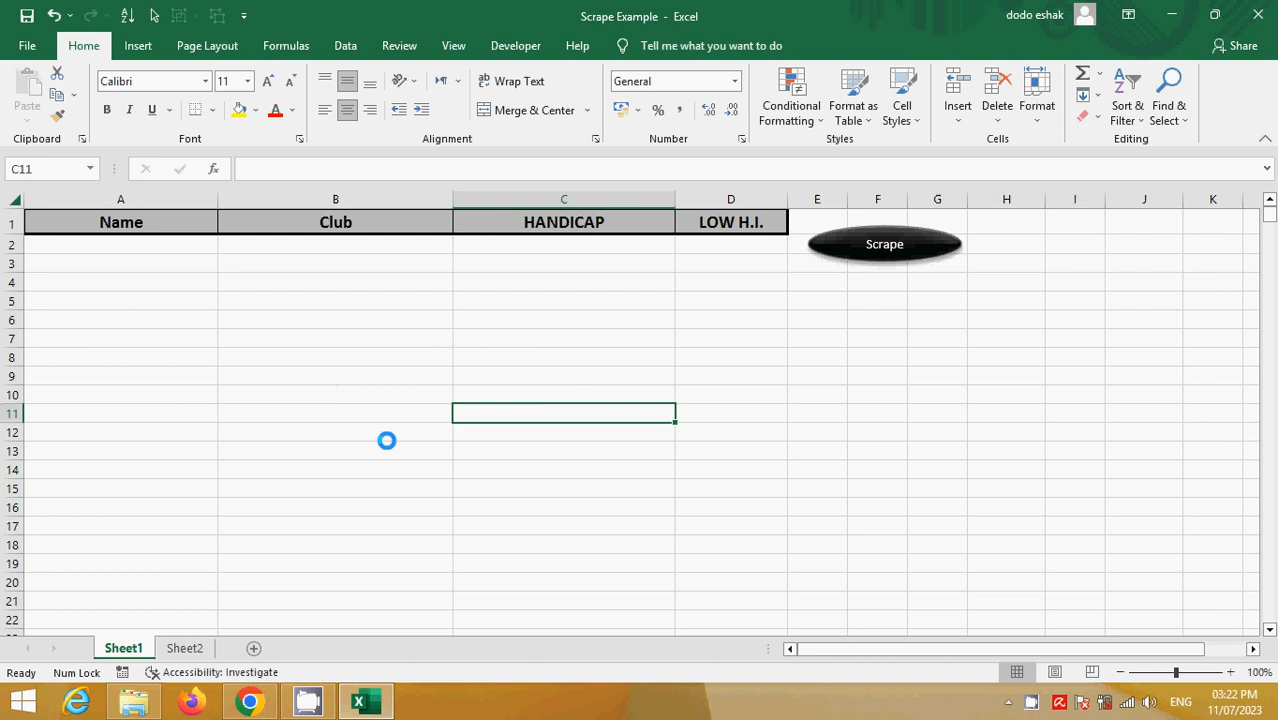 Scrape Example - Excel
dodo eshak
File Home Insert Page Layout Formulas Data Review View Developer Help Tell me what you want to do Share
Paste
Calibri 11
B I U
A A
A
Wrap Text
Merge & Center
General
%
Conditional Formatting
Format as Table
Cell Styles
Insert Delete Format
Sort & Filter
Find & Select
Clipboard Font Alignment Number Styles Cells Editing
C11 fx
A B C D E F G H I J K
1 Name Club HANDICAP LOW H.I.
2 Scrape
3
4
5
6
7
8
9
10
11
12
13
14
15
16
17
18
19
20
21
22
Sheet1 Sheet2
Ready Num Lock Accessibility: Investigate 100%
ENG
03:22 PM
11/07/2023